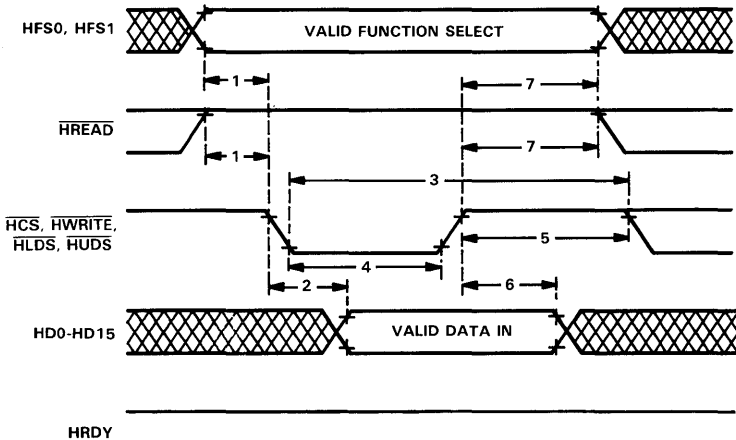 HFS0, HFS1
VALID FUNCTION SELECT
1
7
HREAD
1
7
3
HCS, HWRITE,
HLDS, HUDS
4
5
2
6
HD0-HD15
VALID DATA IN
HRDY